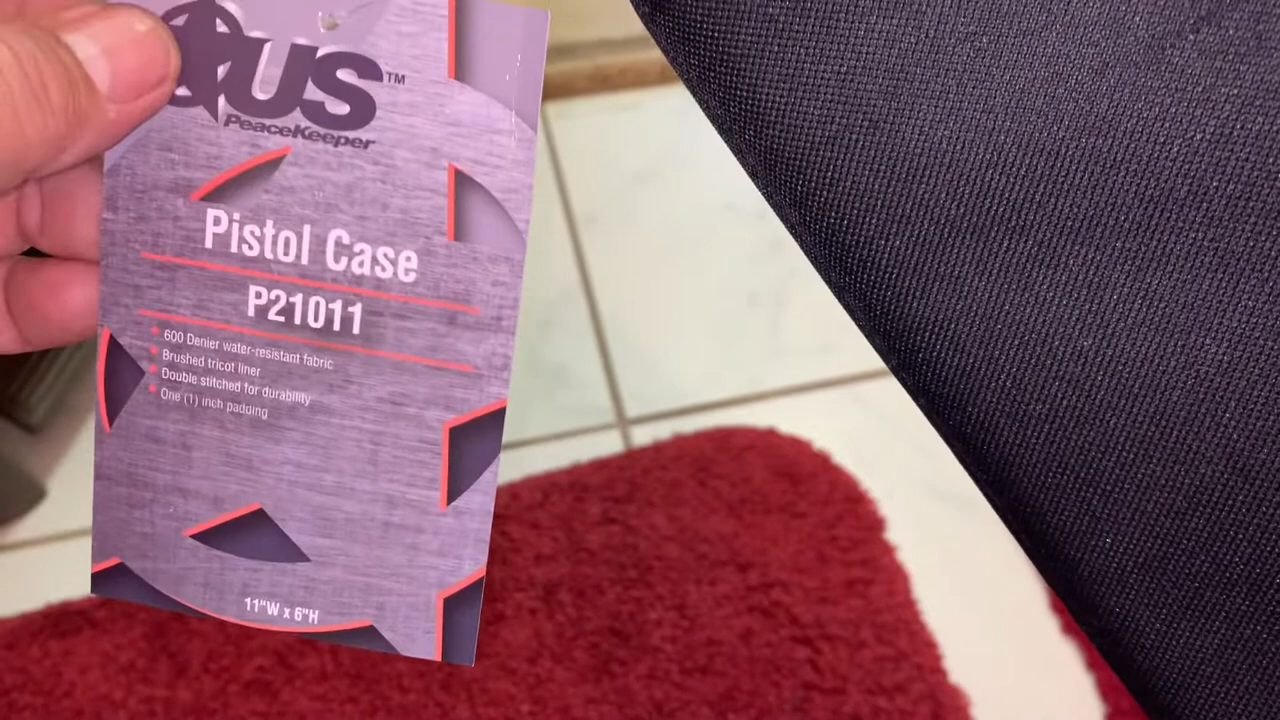 GUS™
PeaceKeeper
Pistol Case
P21011
600 Denier water-resistant fabric
Brushed tricot liner
Double stitched for durability
One (1) inch padding
11"W x 6"H